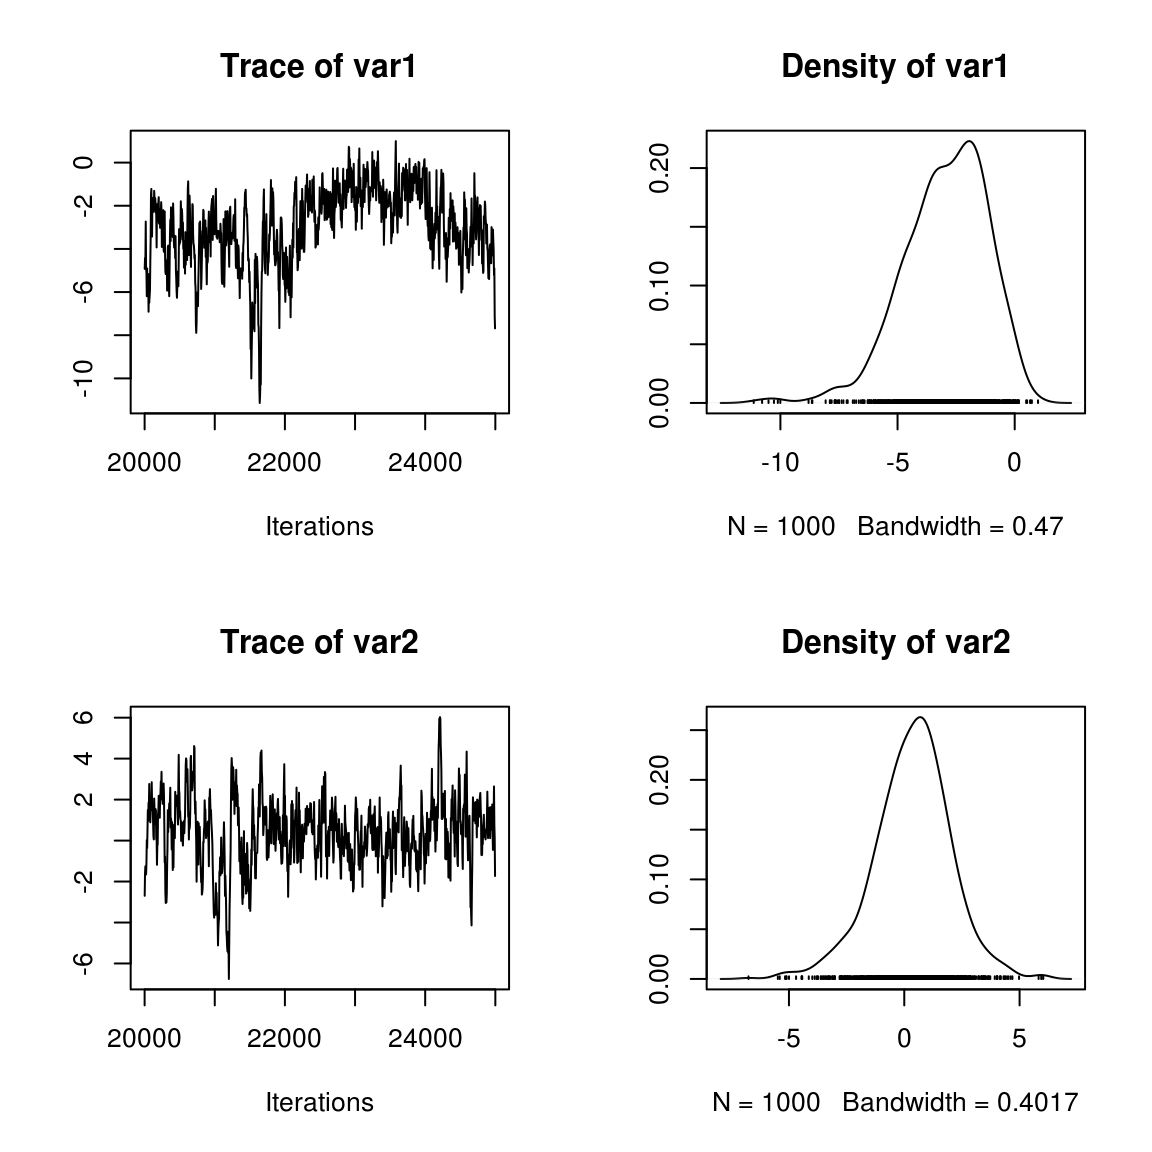 Trace of var1
0
-2
-6
-10
20000 22000 24000
Iterations
Density of var1
0.20
0.10
0.00
-10 -5 0
N = 1000 Bandwidth = 0.47
Trace of var2
6
4
2
-2
-6
20000 22000 24000
Iterations
Density of var2
0.20
0.10
0.00
-5 0 5
N = 1000 Bandwidth = 0.4017